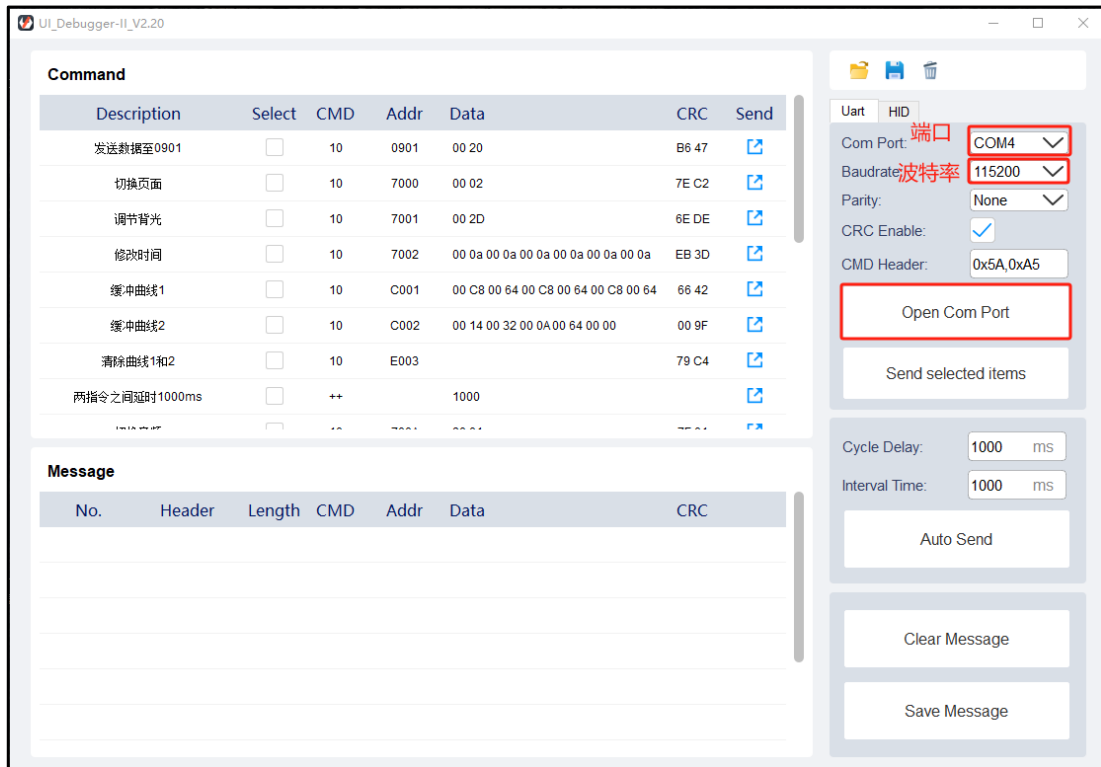 UI_Debugger-II_V2.20
Command
Description Select CMD Addr Data CRC Send
发送数据至0901 10 0901 00 20 B6 47
切换页面 10 7000 00 02 7E C2
调节背光 10 7001 00 2D 6E DE
修改时间 10 7002 00 0a 00 0a 00 0a 00 0a 00 0a 00 0a EB 3D
缓冲曲线1 10 C001 00 C8 00 64 00 C8 00 64 00 C8 00 64 66 42
缓冲曲线2 10 C002 00 14 00 32 00 0A 00 64 00 00 00 9F
清除曲线1和2 10 E003 79 C4
两指令之间延时1000ms ++ 1000
Message
No. Header Length CMD Addr Data CRC
Uart HID
Com Port: 端口 COM4
Baudrate 波特率 115200
Parity: None
CRC Enable:
CMD Header: 0x5A,0xA5
Open Com Port
Send selected items
Cycle Delay: 1000 ms
Interval Time: 1000 ms
Auto Send
Clear Message
Save Message